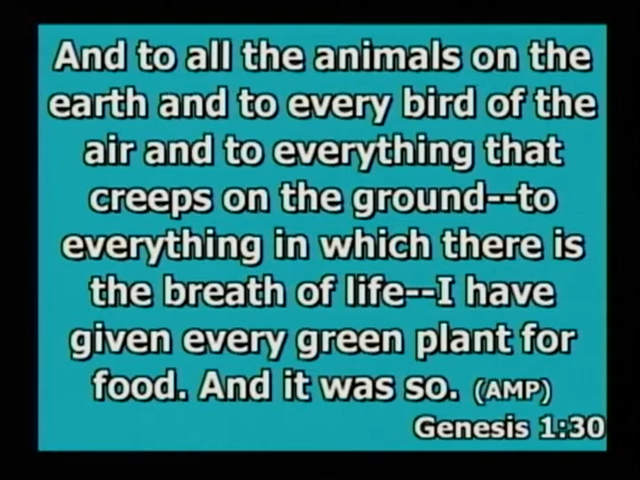 And to all the animals on the
earth and to every bird of the
air and to everything that
creeps on the ground--to
everything in which there is
the breath of life--I have
given every green plant for
food. And it was so. (AMP)
Genesis 1:30